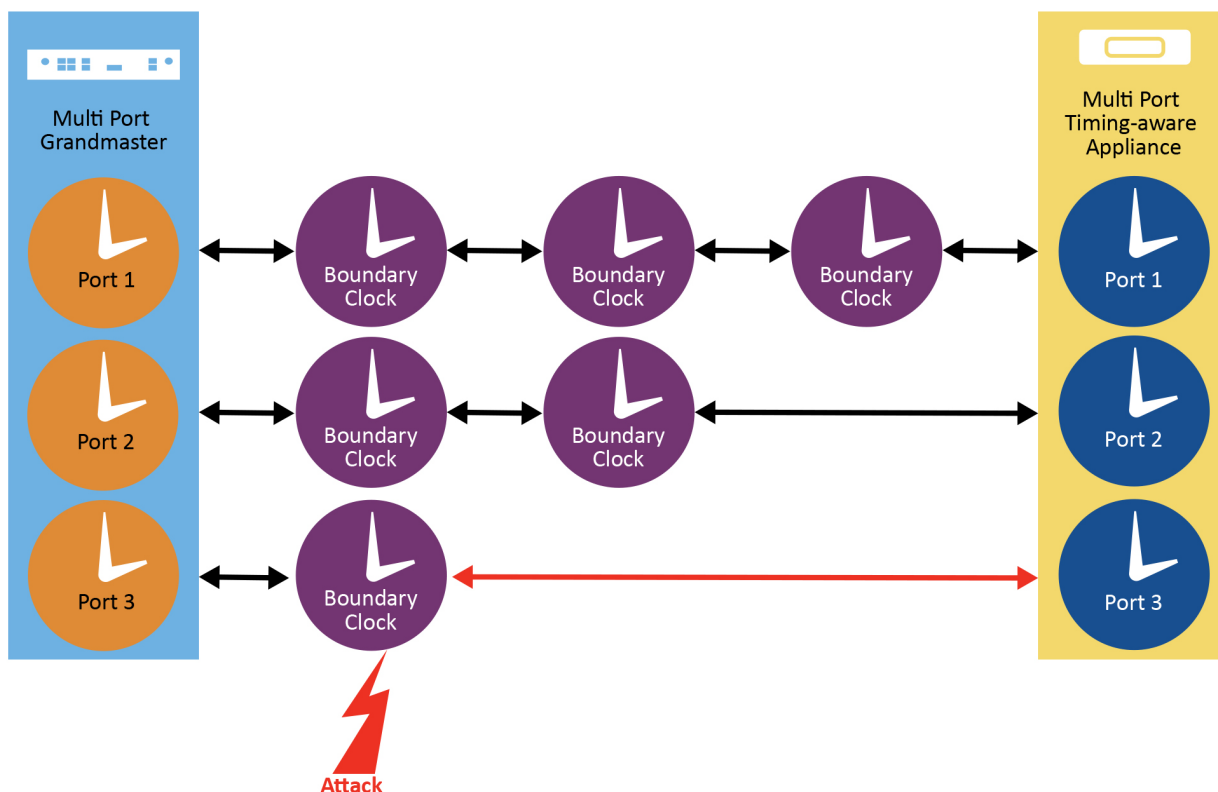 Multi Port
Grandmaster
Multi Port
Timing-aware
Appliance
Port 1
Boundary
Clock
Boundary
Clock
Boundary
Clock
Port 1
Port 2
Boundary
Clock
Boundary
Clock
Port 2
Port 3
Boundary
Clock
Port 3
Attack